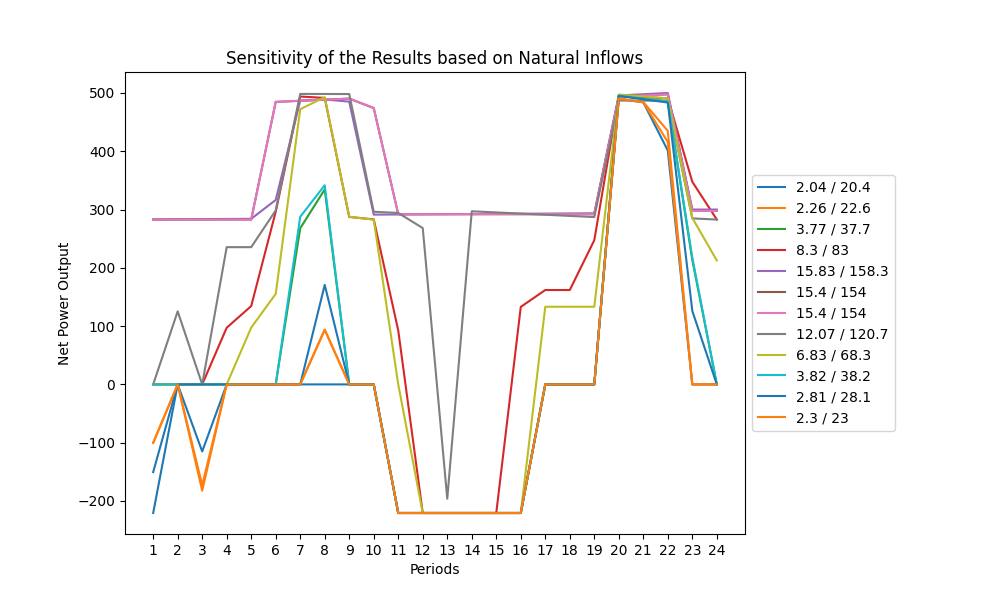 Sensitivity of the Results based on Natural Inflows
Net Power Output
500
400
300
200
100
0
−100
−200
1 2 3 4 5 6 7 8 9 10 11 12 13 14 15 16 17 18 19 20 21 22 23 24
Periods
2.04 / 20.4
2.26 / 22.6
3.77 / 37.7
8.3 / 83
15.83 / 158.3
15.4 / 154
15.4 / 154
12.07 / 120.7
6.83 / 68.3
3.82 / 38.2
2.81 / 28.1
2.3 / 23